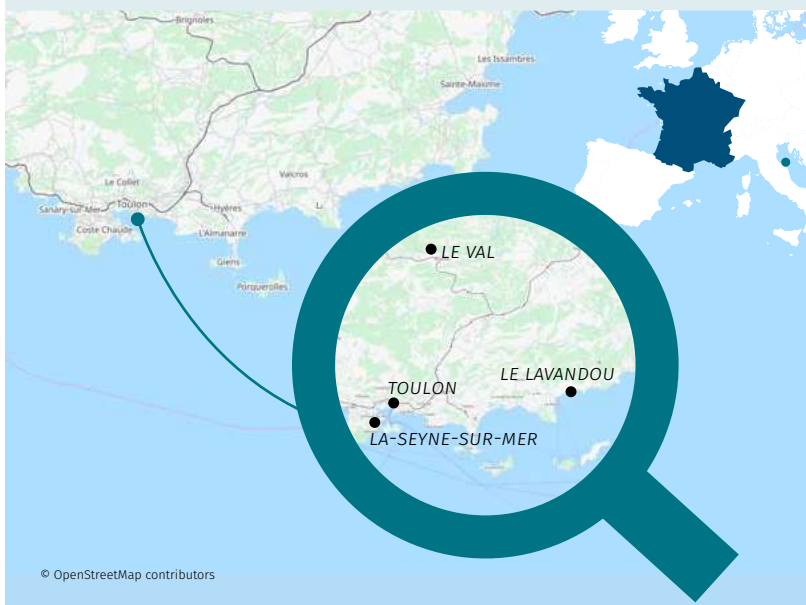 Brignoles
Les Issambres
Sainte-Maxime
Le Collet
Valcros
Toulon
Sanary-sur-Mer
Hyères
L
Coste Chaude
L'Almanarre
Giens
Porquerolles
LE VAL
LE LAVANDOU
TOULON
LA-SEYNE-SUR-MER
© OpenStreetMap contributors